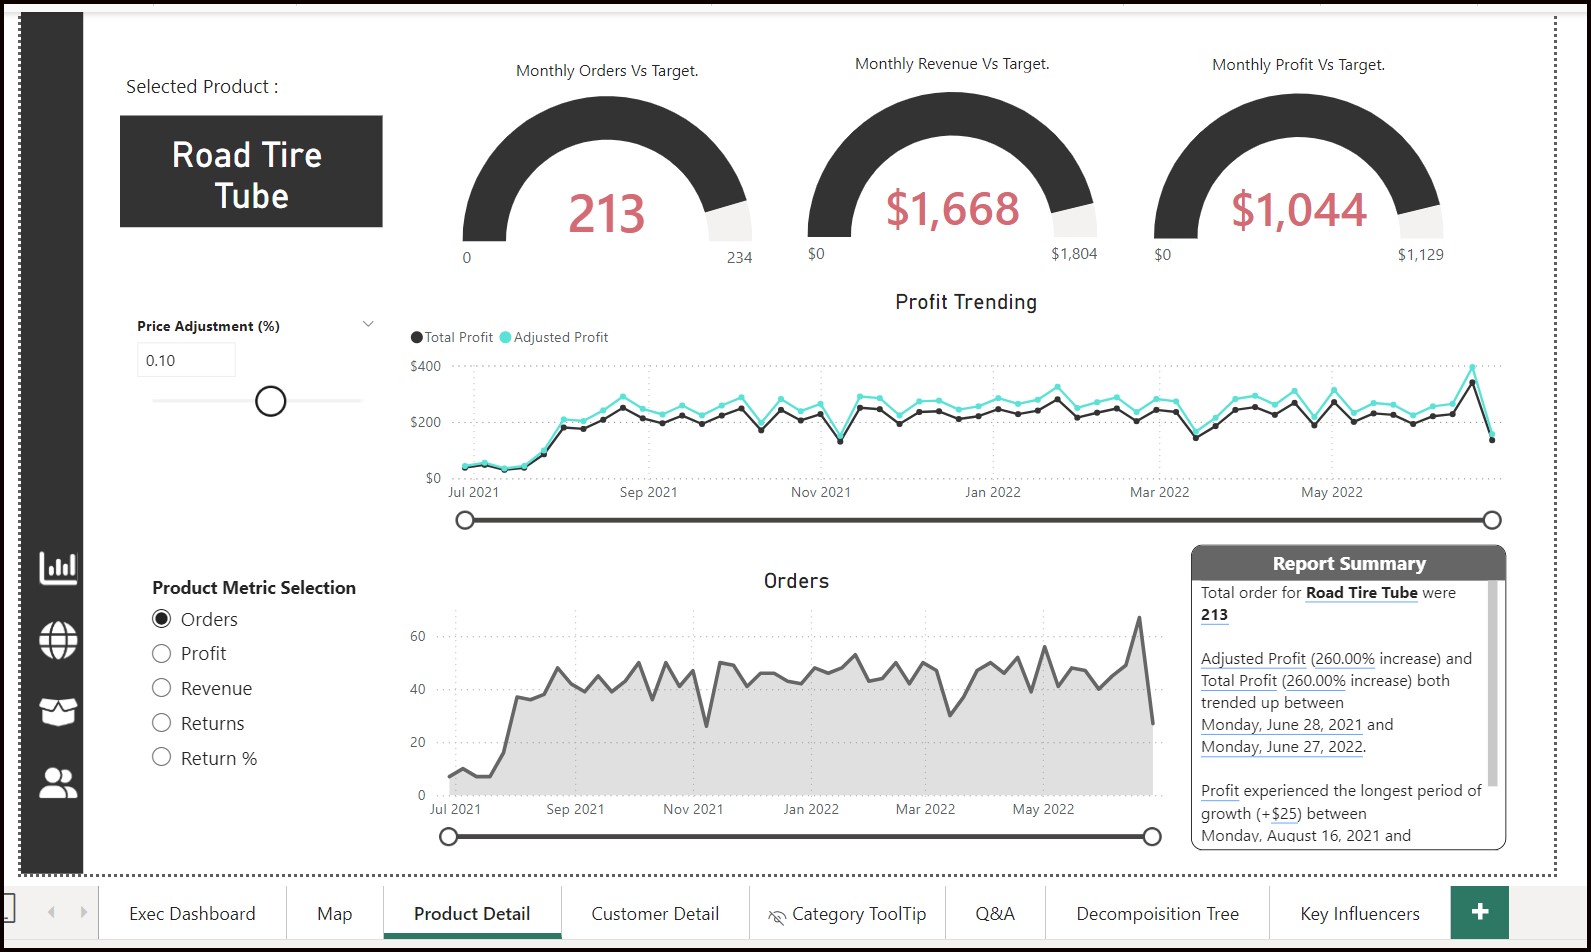 Selected Product :
Road Tire
Tube
Monthly Orders Vs Target.
213
0
234
Monthly Revenue Vs Target.
$1,668
$0
$1,804
Monthly Profit Vs Target.
$1,044
$0
$1,129
Price Adjustment (%)
0.10
Profit Trending
Total Profit
Adjusted Profit
$400
$200
$0
Jul 2021
Sep 2021
Nov 2021
Jan 2022
Mar 2022
May 2022
Product Metric Selection
Orders
Profit
Revenue
Returns
Return %
Orders
60
40
20
0
Jul 2021
Sep 2021
Nov 2021
Jan 2022
Mar 2022
May 2022
Report Summary
Total order for Road Tire Tube were
213
Adjusted Profit (260.00% increase) and
Total Profit (260.00% increase) both
trended up between
Monday, June 28, 2021 and
Monday, June 27, 2022.
Profit experienced the longest period of
growth (+$25) between
Monday, August 16, 2021 and
Exec Dashboard
Map
Product Detail
Customer Detail
Category ToolTip
Q&A
Decompoisition Tree
Key Influencers
+